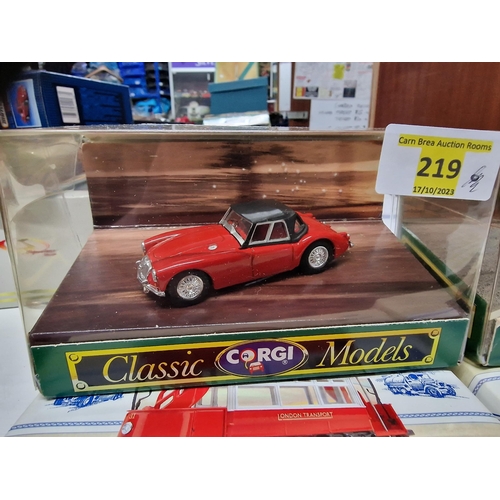 Carn Brea Auction Rooms
219
17/10/2023
Classic CORGI Models
LONDON TRANSPORT